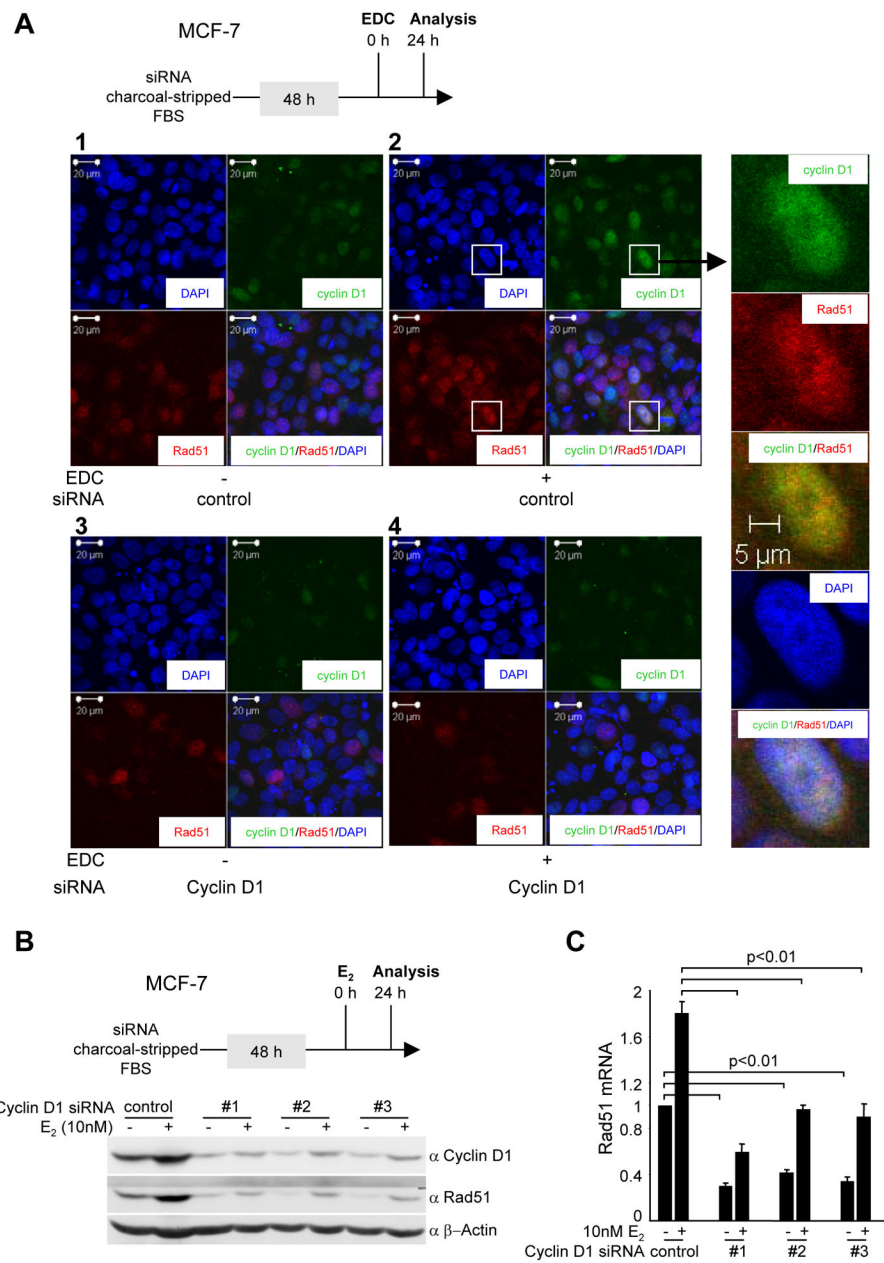 A
MCF-7
EDC Analysis
0 h 24 h
siRNA
charcoal-stripped
FBS
48 h
1
20 µm
20 µm
DAPI
cyclin D1
20 µm
20 µm
Rad51
cyclin D1/Rad51/DAPI
2
20 µm
20 µm
DAPI
cyclin D1
20 µm
20 µm
Rad51
cyclin D1/Rad51/DAPI
cyclin D1
Rad51
cyclin D1/Rad51
5 µm
DAPI
cyclin D1/Rad51/DAPI
EDC - +
siRNA control control
3
20 µm
20 µm
DAPI
cyclin D1
20 µm
20 µm
Rad51
cyclin D1/Rad51/DAPI
4
20 µm
20 µm
DAPI
cyclin D1
20 µm
20 µm
Rad51
cyclin D1/Rad51/DAPI
EDC - +
siRNA Cyclin D1 Cyclin D1
B
MCF-7
E2 Analysis
0 h 24 h
siRNA
charcoal-stripped
FBS
48 h
Cyclin D1 siRNA control #1 #2 #3
E2 (10nM) - + - + - + - +
α Cyclin D1
α Rad51
α β-Actin
C
p<0.01
p<0.01
Rad51 mRNA
2
1.6
1.2
1
0.8
0.4
0
10nM E2 - + - + - + - +
Cyclin D1 siRNA control #1 #2 #3